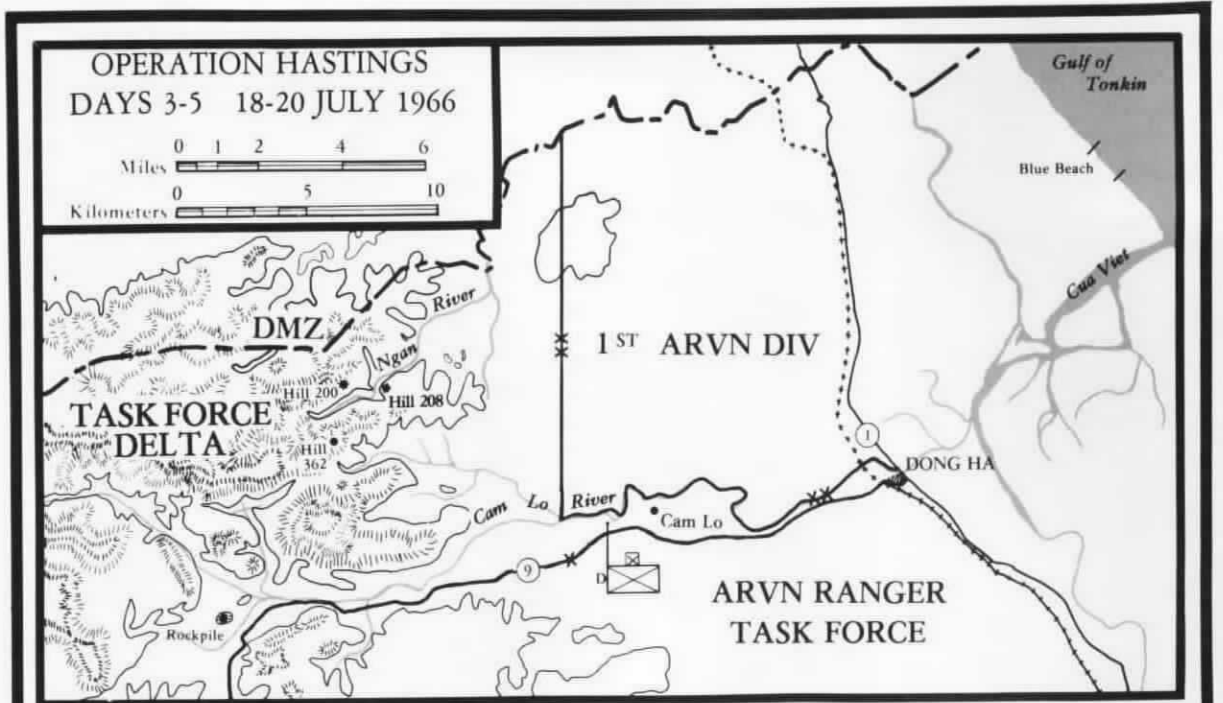 OPERATION HASTINGS
DAYS 3-5 18-20 JULY 1966
0 1 2 4 6
Miles
0 5 10
Kilometers
Gulf of
Tonkin
Blue Beach
Cua Viet
River
Ngan
DMZ
1ST ARVN DIV
Hill 200
Hill 208
TASK FORCE
DELTA
Hill
362
1
DONG HA
Cam Lo River
Cam Lo
9
D
Rockpile
ARVN RANGER
TASK FORCE